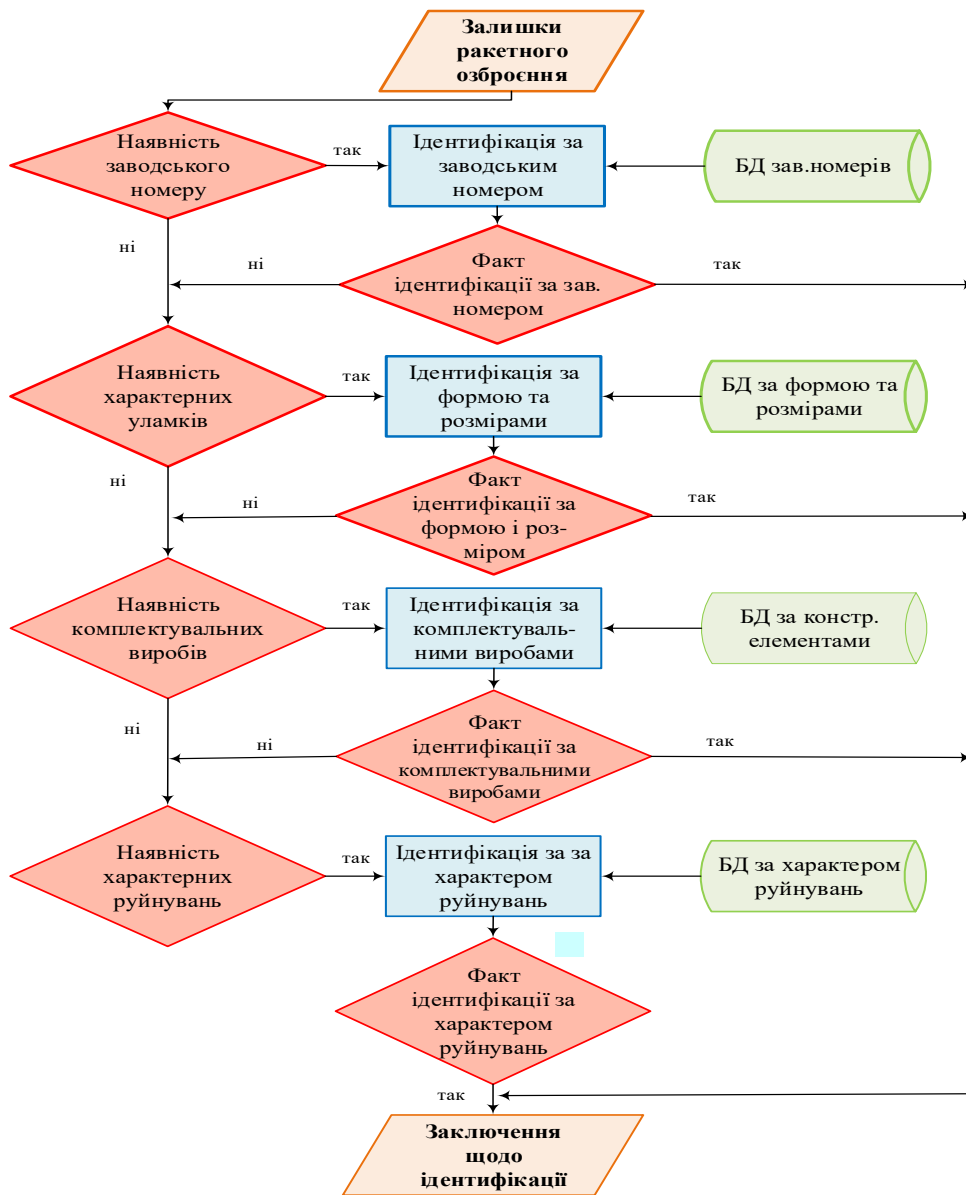 Залишки
ракетного
озброєння
Наявність
заводського
номеру
так
Ідентифікація за
заводським
номером
БД зав.номерів
ні
ні
Факт
ідентифікації за зав.
номером
так
Наявність
характерних
уламків
так
Ідентифікація за
формою та
розмірами
БД за формою та
розмірами
ні
ні
Факт
ідентифікації за
формою і роз-
міром
так
Наявність
комплектувальних
виробів
так
Ідентифікація за
комплектуваль-
ними виробами
БД за констр.
елементами
ні
ні
Факт
ідентифікації за
комплектувальними
виробами
так
Наявність
характерних
руйнувань
так
Ідентифікація за за
характером
руйнувань
БД за характером
руйнувань
Факт
ідентифікації за
характером
руйнувань
так
Заключення
щодо
ідентифікації